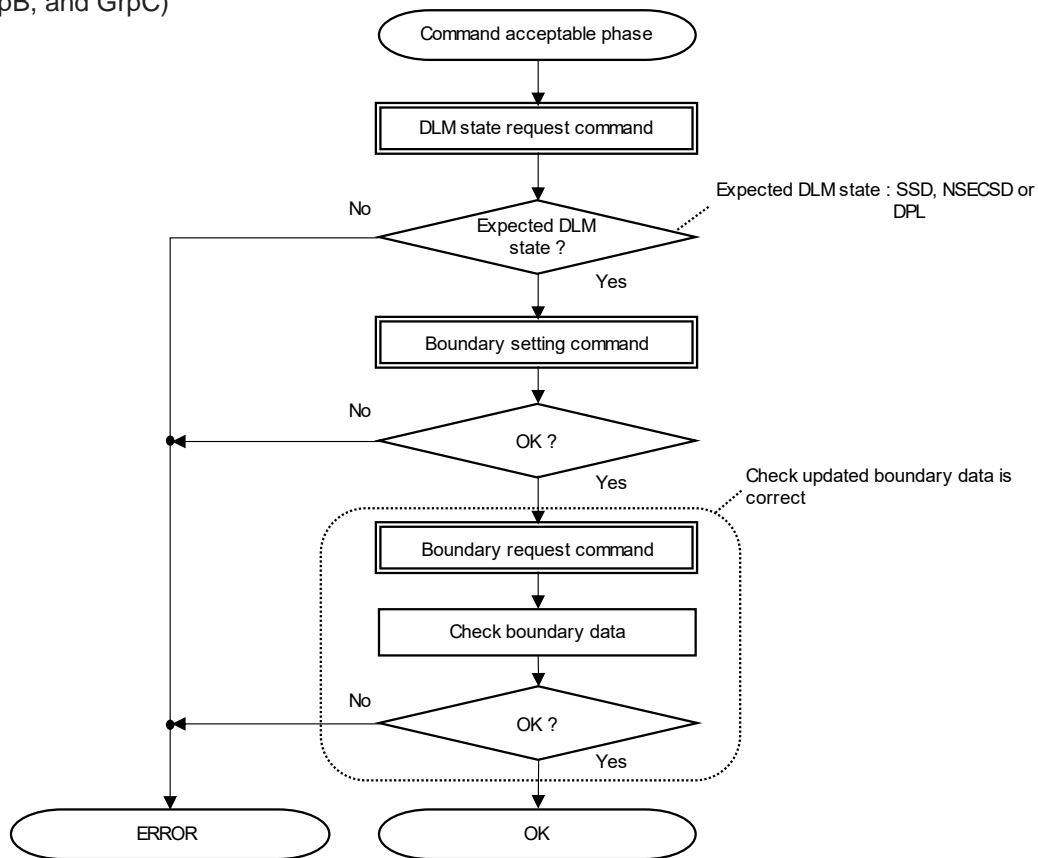 pB, and GrpC)
Command acceptable phase
DLM state request command
Expected DLM state : SSD, NSECSD or
DPL
No
Expected DLM
state ?
Yes
Boundary setting command
No
OK ?
Yes
Check updated boundary data is
correct
Boundary request command
Check boundary data
No
OK ?
Yes
ERROR
OK